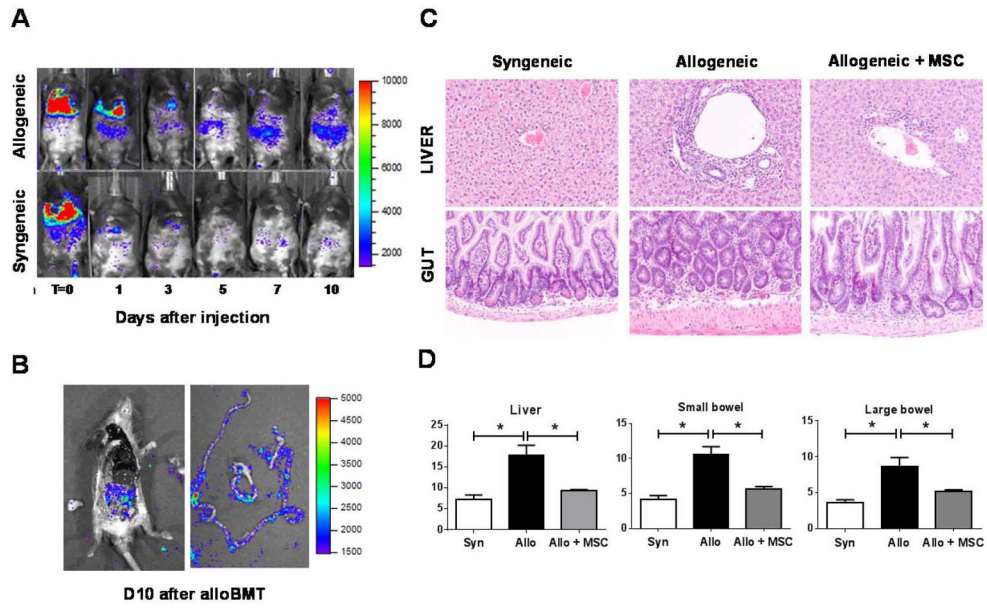 A
Allogeneic
Syngeneic
10000
8000
6000
4000
2000
T=0 1 3 5 7 10
Days after injection
B
5000
4500
4000
3500
3000
2500
2000
1500
D10 after alloBMT
C
Syngeneic Allogeneic Allogeneic + MSC
LIVER
GUT
D
Liver
25
20
15
10
5
0
* *
Syn Allo Allo + MSC
Small bowel
15
10
5
0
* *
Syn Allo Allo + MSC
Large bowel
15
10
5
0
* *
Syn Allo Allo + MSC